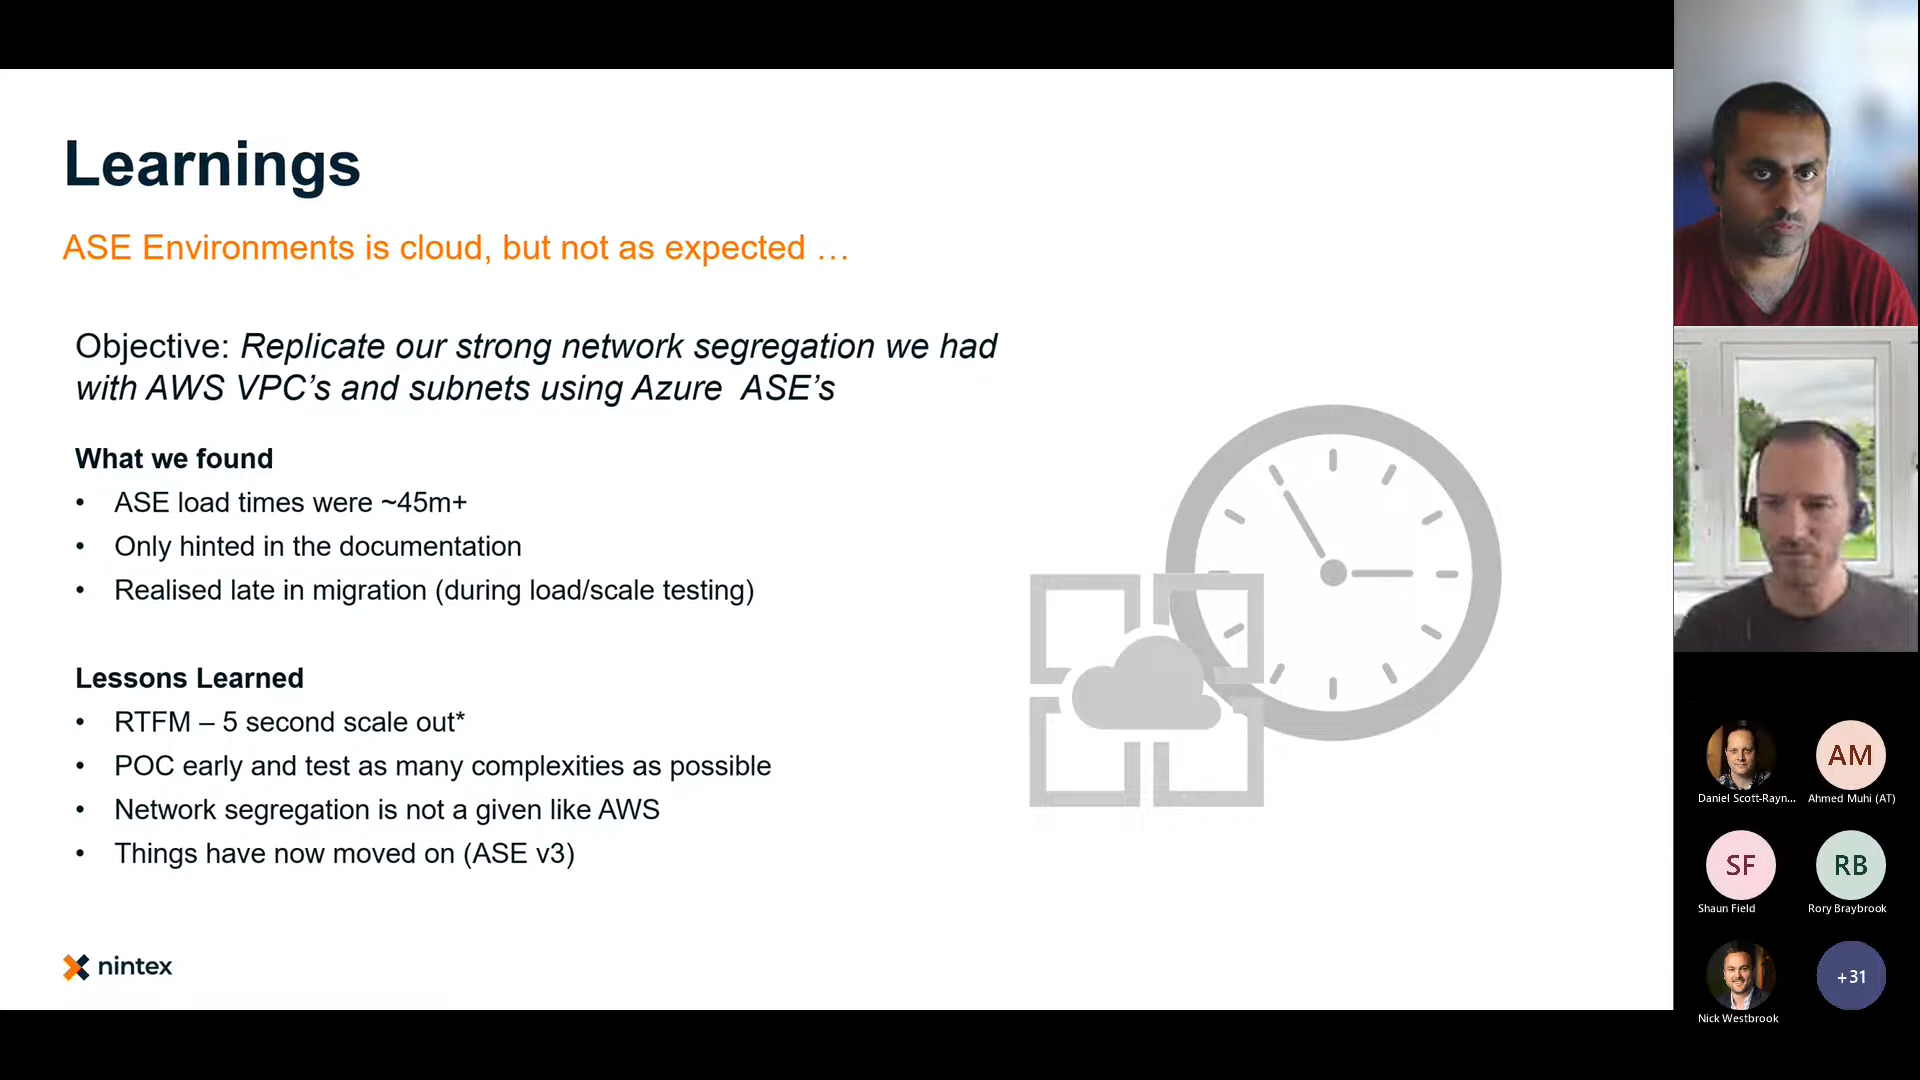 Learnings
ASE Environments is cloud, but not as expected …
Objective: Replicate our strong network segregation we had
with AWS VPC’s and subnets using Azure  ASE’s
What we found
• ASE load times were ~45m+
• Only hinted in the documentation
• Realised late in migration (during load/scale testing)
Lessons Learned
• RTFM – 5 second scale out*
• POC early and test as many complexities as possible
• Network segregation is not a given like AWS
• Things have now moved on (ASE v3)
nintex
AM
Daniel Scott-Rayn...
Ahmed Muhi (AT)
SF
RB
Shaun Field
Rory Braybrook
+31
Nick Westbrook